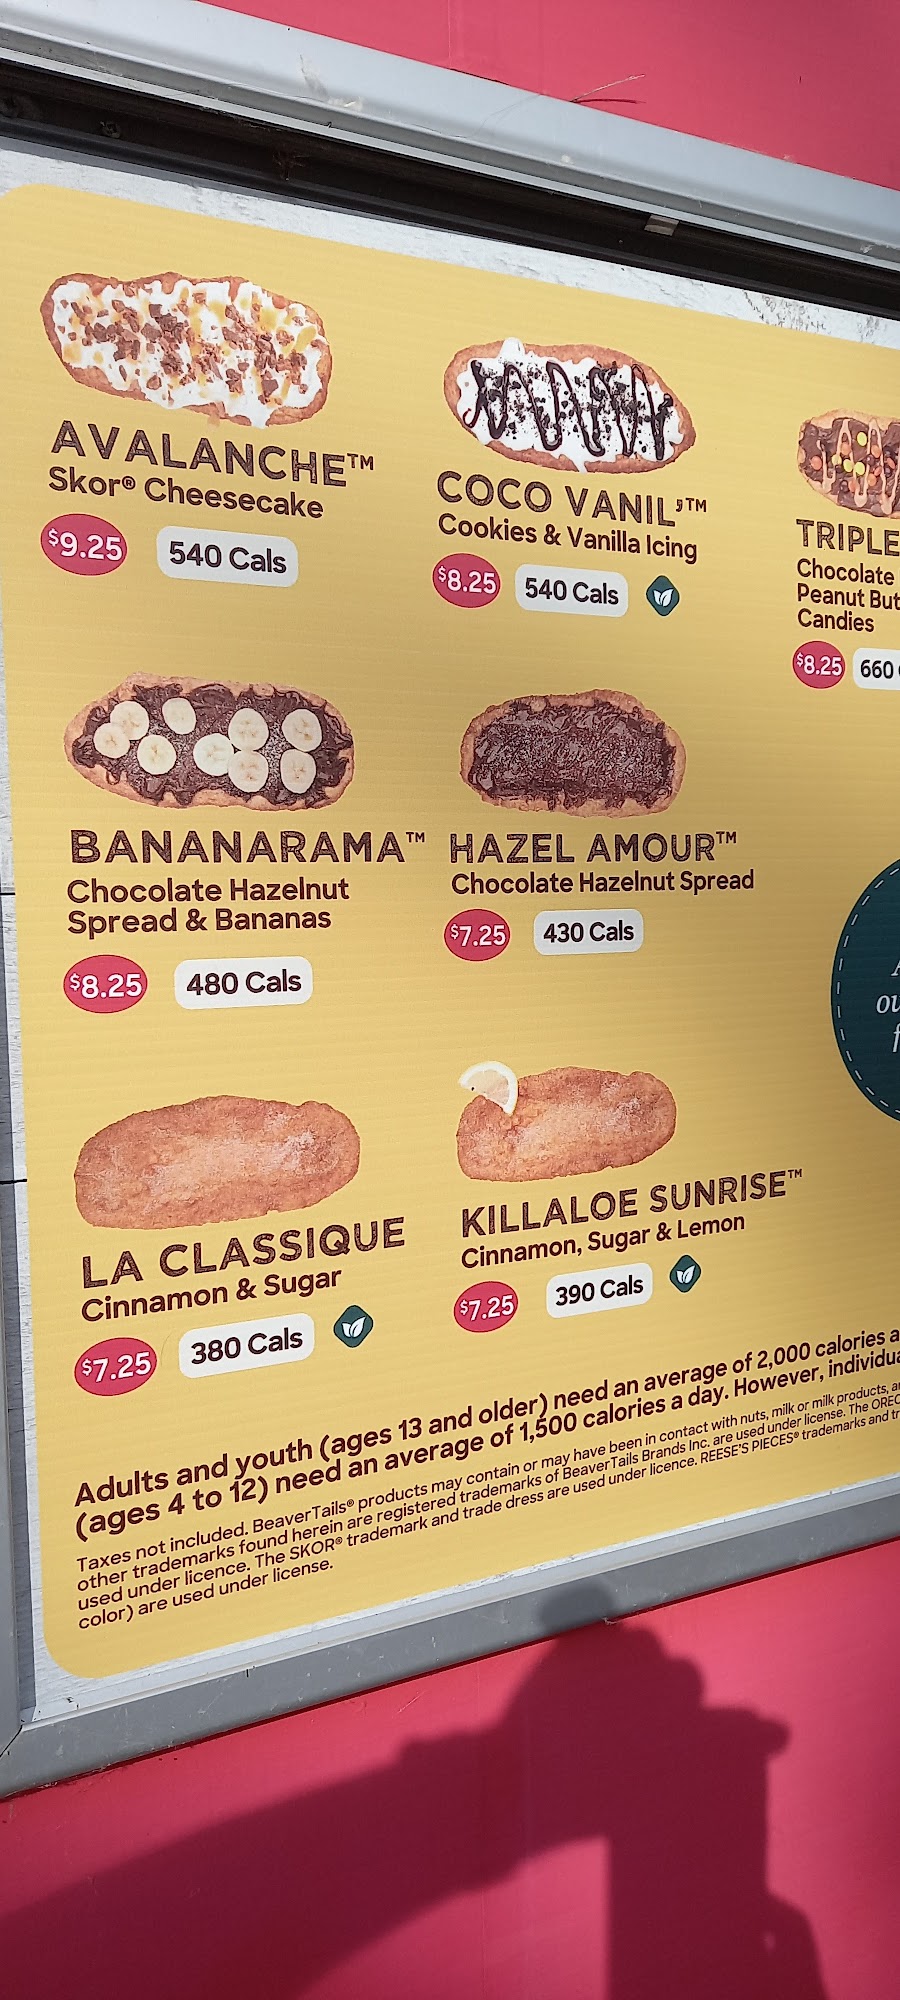 AVALANCHE™
Skor® Cheesecake
$9.25 540 Cals
COCO VANIL'™
Cookies & Vanilla Icing
$8.25 540 Cals
TRIPLE
Chocolate
Peanut But
Candies
$8.25 660
BANANARAMA™
Chocolate Hazelnut
Spread & Bananas
$8.25 480 Cals
HAZEL AMOUR™
Chocolate Hazelnut Spread
$7.25 430 Cals
LA CLASSIQUE
Cinnamon & Sugar
$7.25 380 Cals
KILLALOE SUNRISE™
Cinnamon, Sugar & Lemon
$7.25 390 Cals
Adults and youth (ages 13 and older) need an average of 2,000 calories a
(ages 4 to 12) need an average of 1,500 calories a day. However, individua
Taxes not included. BeaverTails® products may contain or may have been in contact with nuts, milk or milk products, a
other trademarks found herein are registered trademarks of BeaverTails Brands Inc. are used under license. The OREO
used under licence. The SKOR® trademark and trade dress are used under licence. REESE'S PIECES® trademarks and tr
color) are used under license.